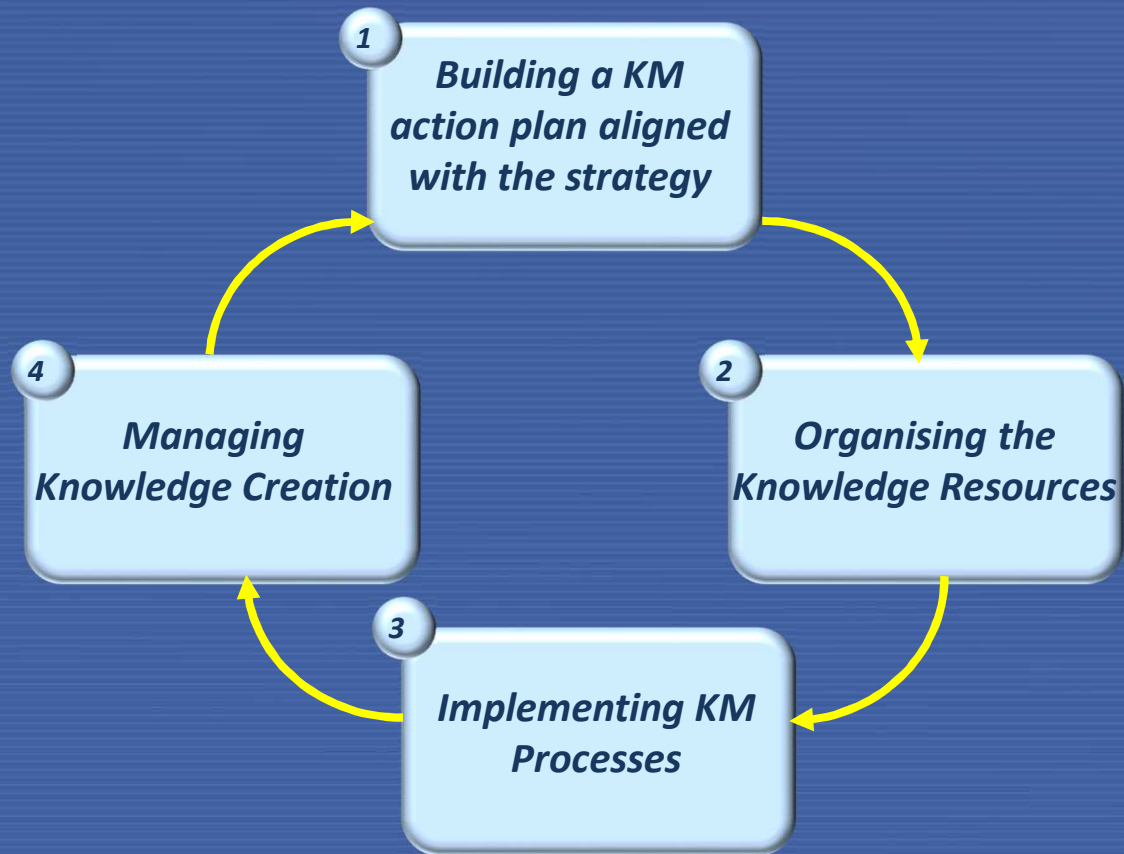 1
Building a KM
action plan aligned
with the strategy
2
Organising the
Knowledge Resources
3
Implementing KM
Processes
4
Managing
Knowledge Creation